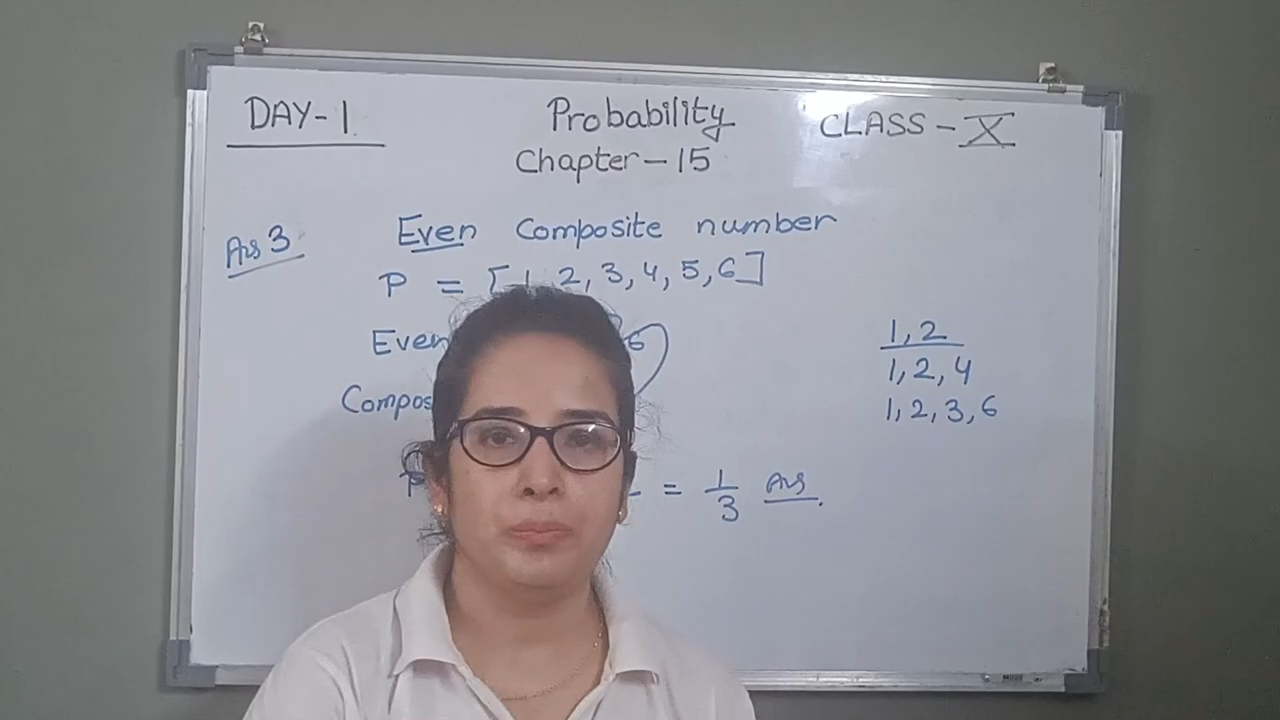 DAY-1
Probability
CLASS-X
Chapter-15
Ans 3
Even Composite number
P = [1, 2, 3, 4, 5, 6]
Even 6
1, 2
1, 2, 4
Compos
1, 2, 3, 6
P = 1/3 Ans.